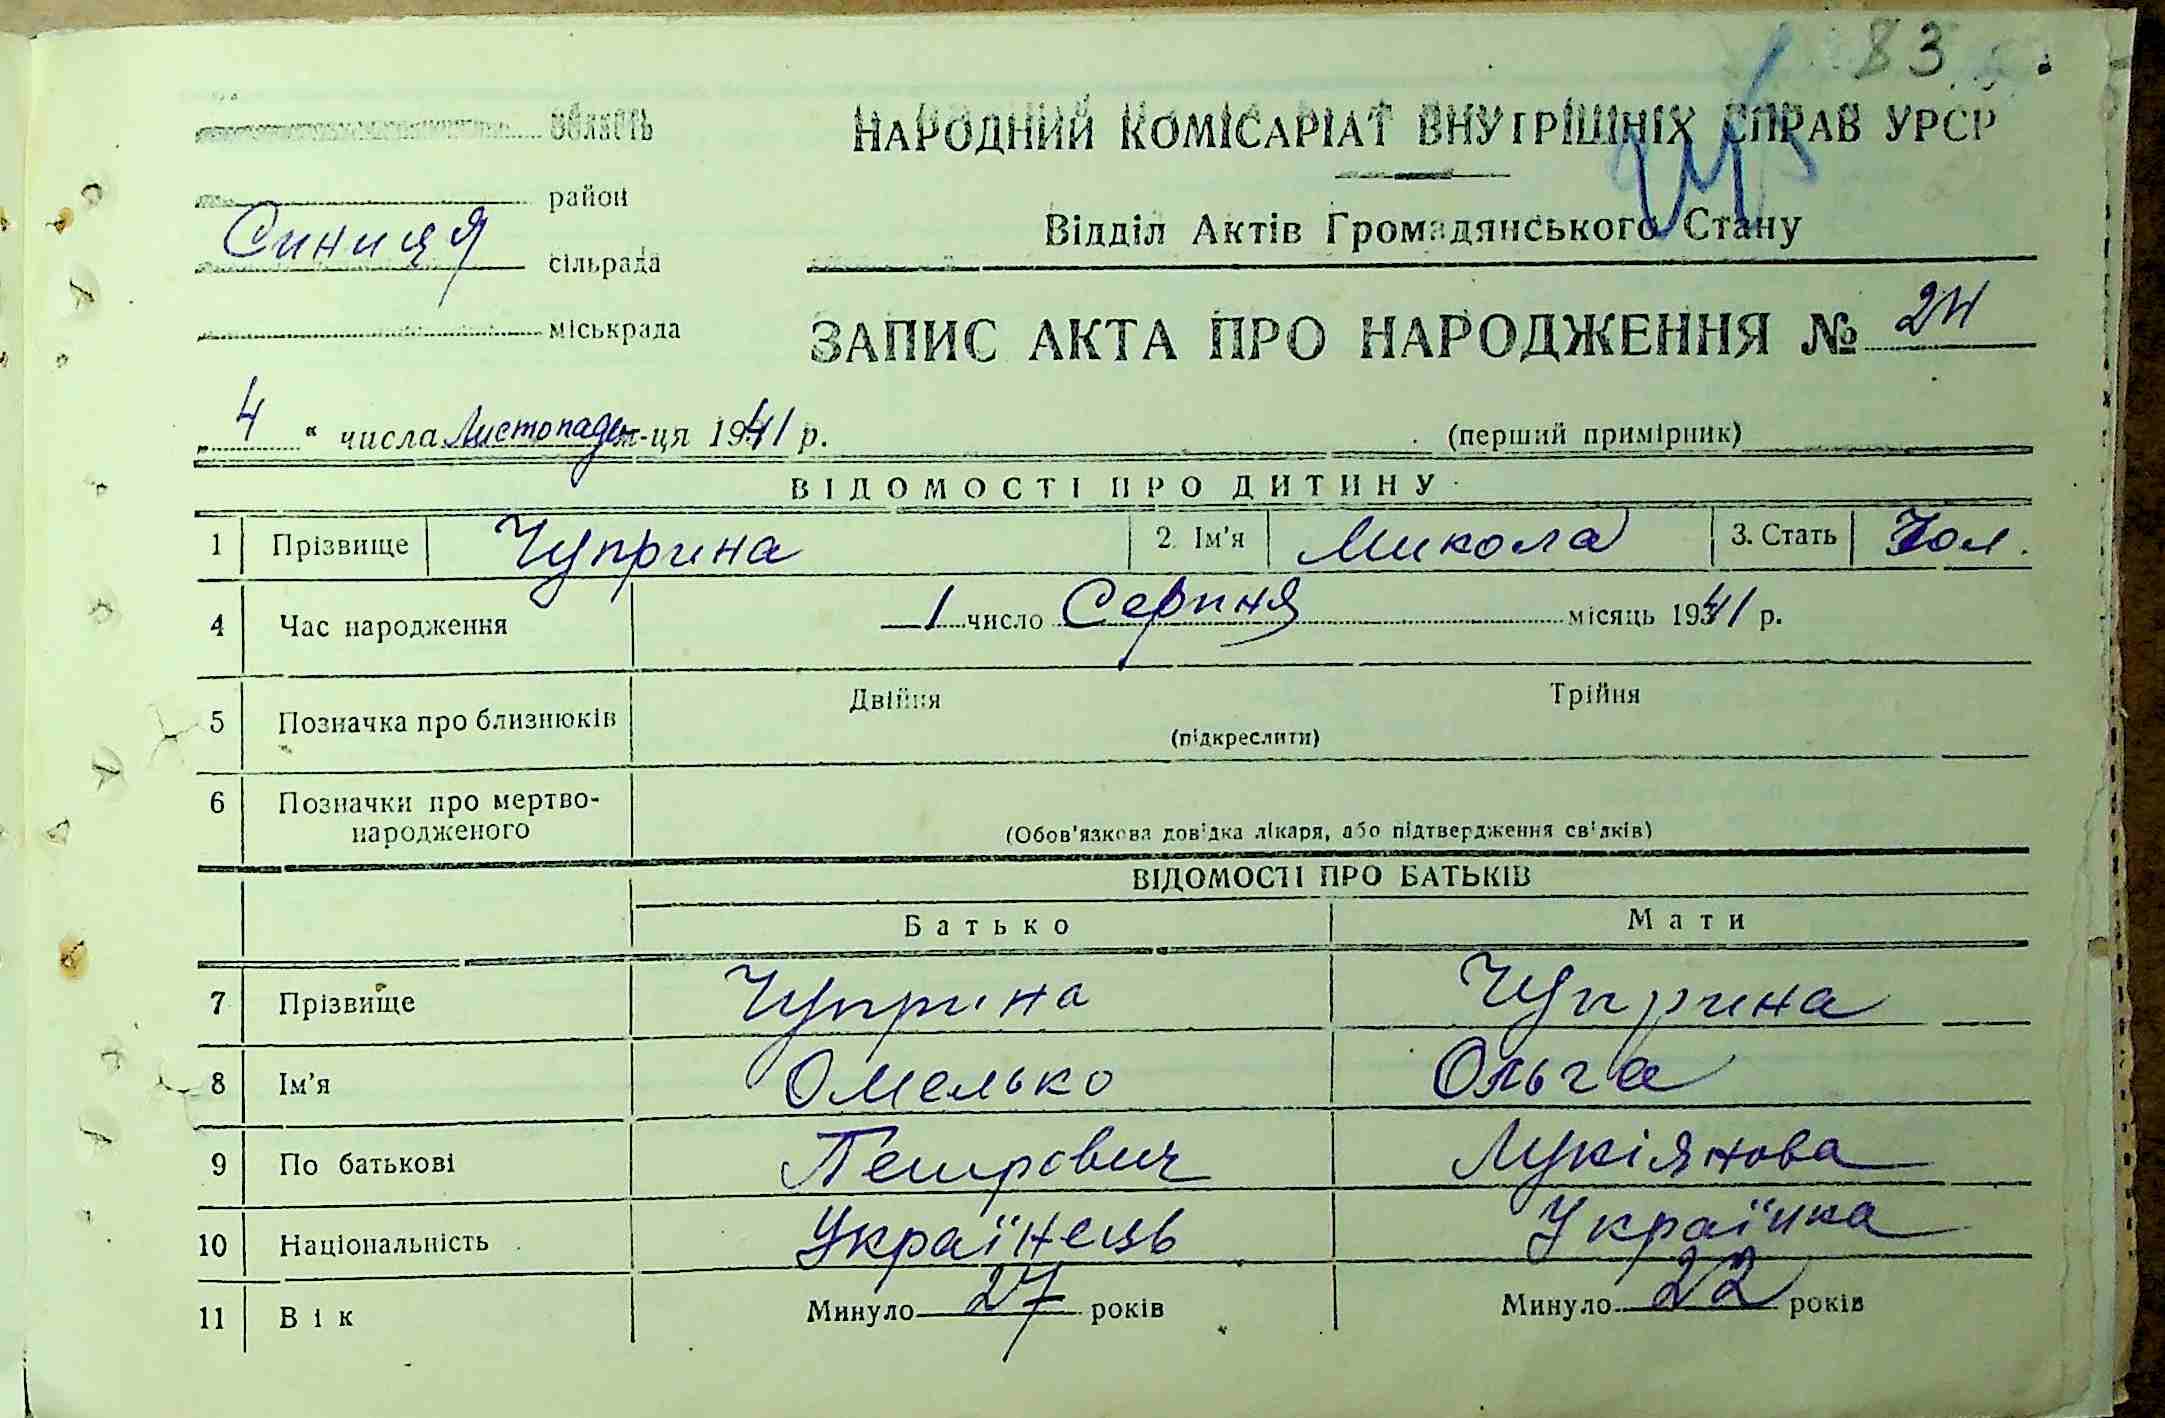 83
область
НАРОДНИЙ КОМІСАРІАТ ВНУТРІШНІХ СПРАВ УРСР
район
Відділ Актів Громадянського Стану
Синиця сільрада
міськрада
ЗАПИС АКТА ПРО НАРОДЖЕННЯ № 24
„ 4 “ числа Листопада м-ця 1941 р. (перший примірник)
ВІДОМОСТІ ПРО ДИТИНУ
1 Прізвище Чуприна 2. Ім'я Микола 3. Стать Чол.
4 Час народження 1 число Серпня місяць 1941 р.
5 Позначка про близнюків Двійня Трійня
(підкреслити)
6 Позначки про мертво-
народженого (Обов'язкова довідка лікаря, або підтвердження свідків)
ВІДОМОСТІ ПРО БАТЬКІВ
Батько Мати
7 Прізвище Чуприна Чуприна
8 Ім'я Омелько Ольга
9 По батькові Петрович Лукіянова
10 Національність Українець Українка
11 Вік Минуло 27 років Минуло 22 років